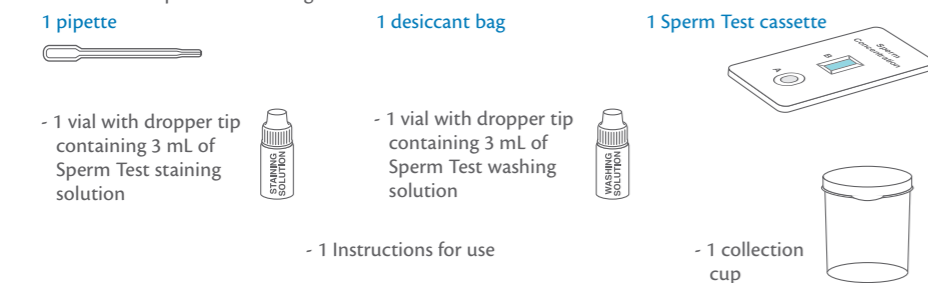 1 pipette
1 desiccant bag
1 Sperm Test cassette
A
B
Sperm
Concentration
- 1 vial with dropper tip
containing 3 mL of
Sperm Test staining
solution
STAINING
SOLUTION
- 1 vial with dropper tip
containing 3 mL of
Sperm Test washing
solution
WASHING
SOLUTION
- 1 Instructions for use
- 1 collection
cup